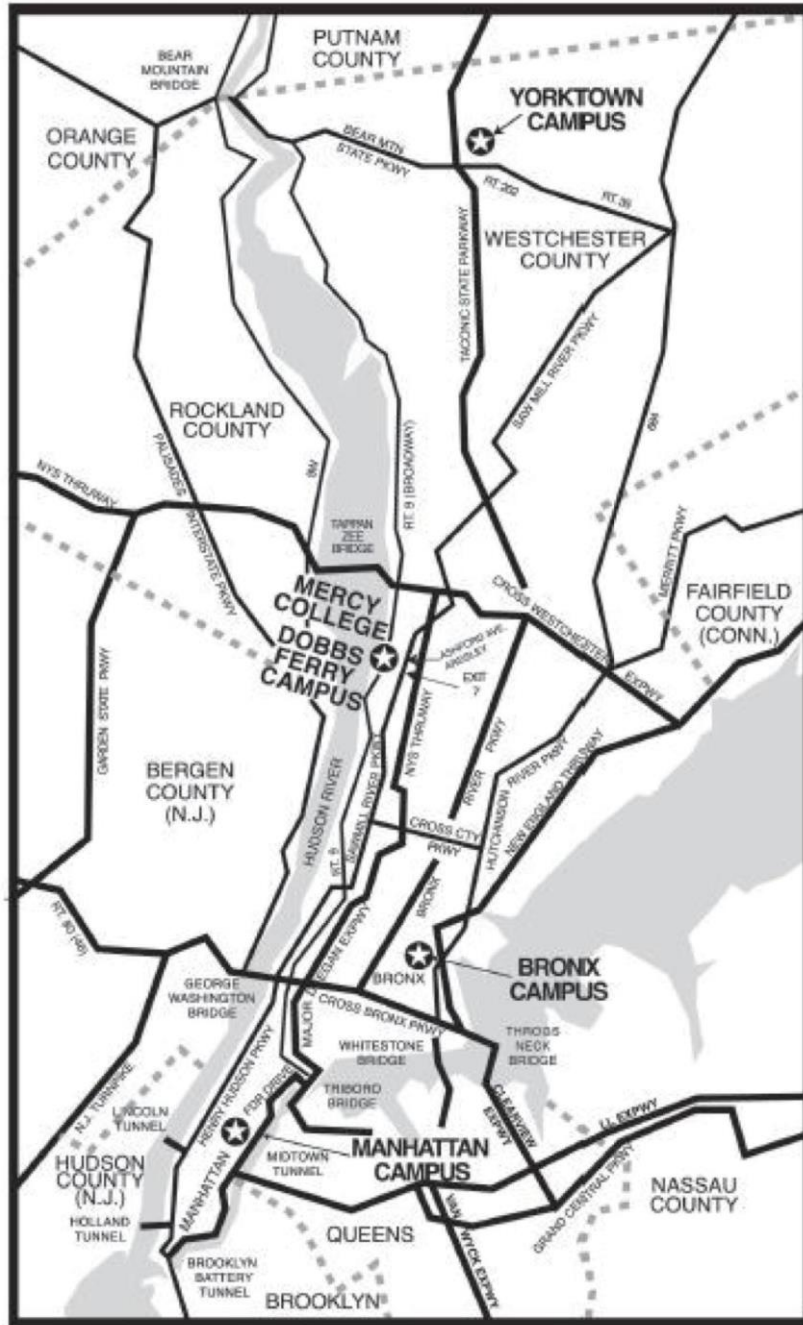 PUTNAM
COUNTY
BEAR
MOUNTAIN
BRIDGE
YORKTOWN
CAMPUS
ORANGE
COUNTY
BEAR MTN
STATE PKWY
RT. 202
RT. 35
WESTCHESTER
COUNTY
TACONIC STATE PARKWAY
SAW MILL RIVER PKWY
ROCKLAND
COUNTY
PALISADES INTERSTATE PKWY
9W
RT. 9 (BROADWAY)
684
NYS THRUWAY
TAPPAN
ZEE
BRIDGE
MERRITT PKWY
CROSS WESTCHESTER EXPWY
FAIRFIELD
COUNTY
(CONN.)
MERCY
COLLEGE
DOBBS
FERRY
CAMPUS
ASHFORD AVE
ARDSLEY
EXIT
7
GARDEN STATE PKWY
NYS THRUWAY
BERGEN
COUNTY
(N.J.)
HUDSON RIVER
SAWMILL RIVER PKWY
RT. 9
BRONX RIVER PKWY
HUTCHINSON RIVER PKWY
NEW ENGLAND THRUWAY
CROSS CTY
PKWY
RT. 80 (46)
MAJOR DEEGAN EXPWY
BRONX
BRONX
CAMPUS
GEORGE
WASHINGTON
BRIDGE
CROSS BRONX PKWY
WHITESTONE
BRIDGE
THROGS
NECK
BRIDGE
N.J. TURNPIKE
HENRY HUDSON PKWY
FDR DRIVE
TRIBORO
BRIDGE
CLEARVIEW
EXPWY
LINCOLN
TUNNEL
MANHATTAN
MIDTOWN
TUNNEL
MANHATTAN
CAMPUS
L.I. EXPWY
GRAND CENTRAL PKWY
HUDSON
COUNTY
(N.J.)
NASSAU
COUNTY
HOLLAND
TUNNEL
QUEENS
VAN WYCK EXPWY
BROOKLYN
BATTERY
TUNNEL
BROOKLYN